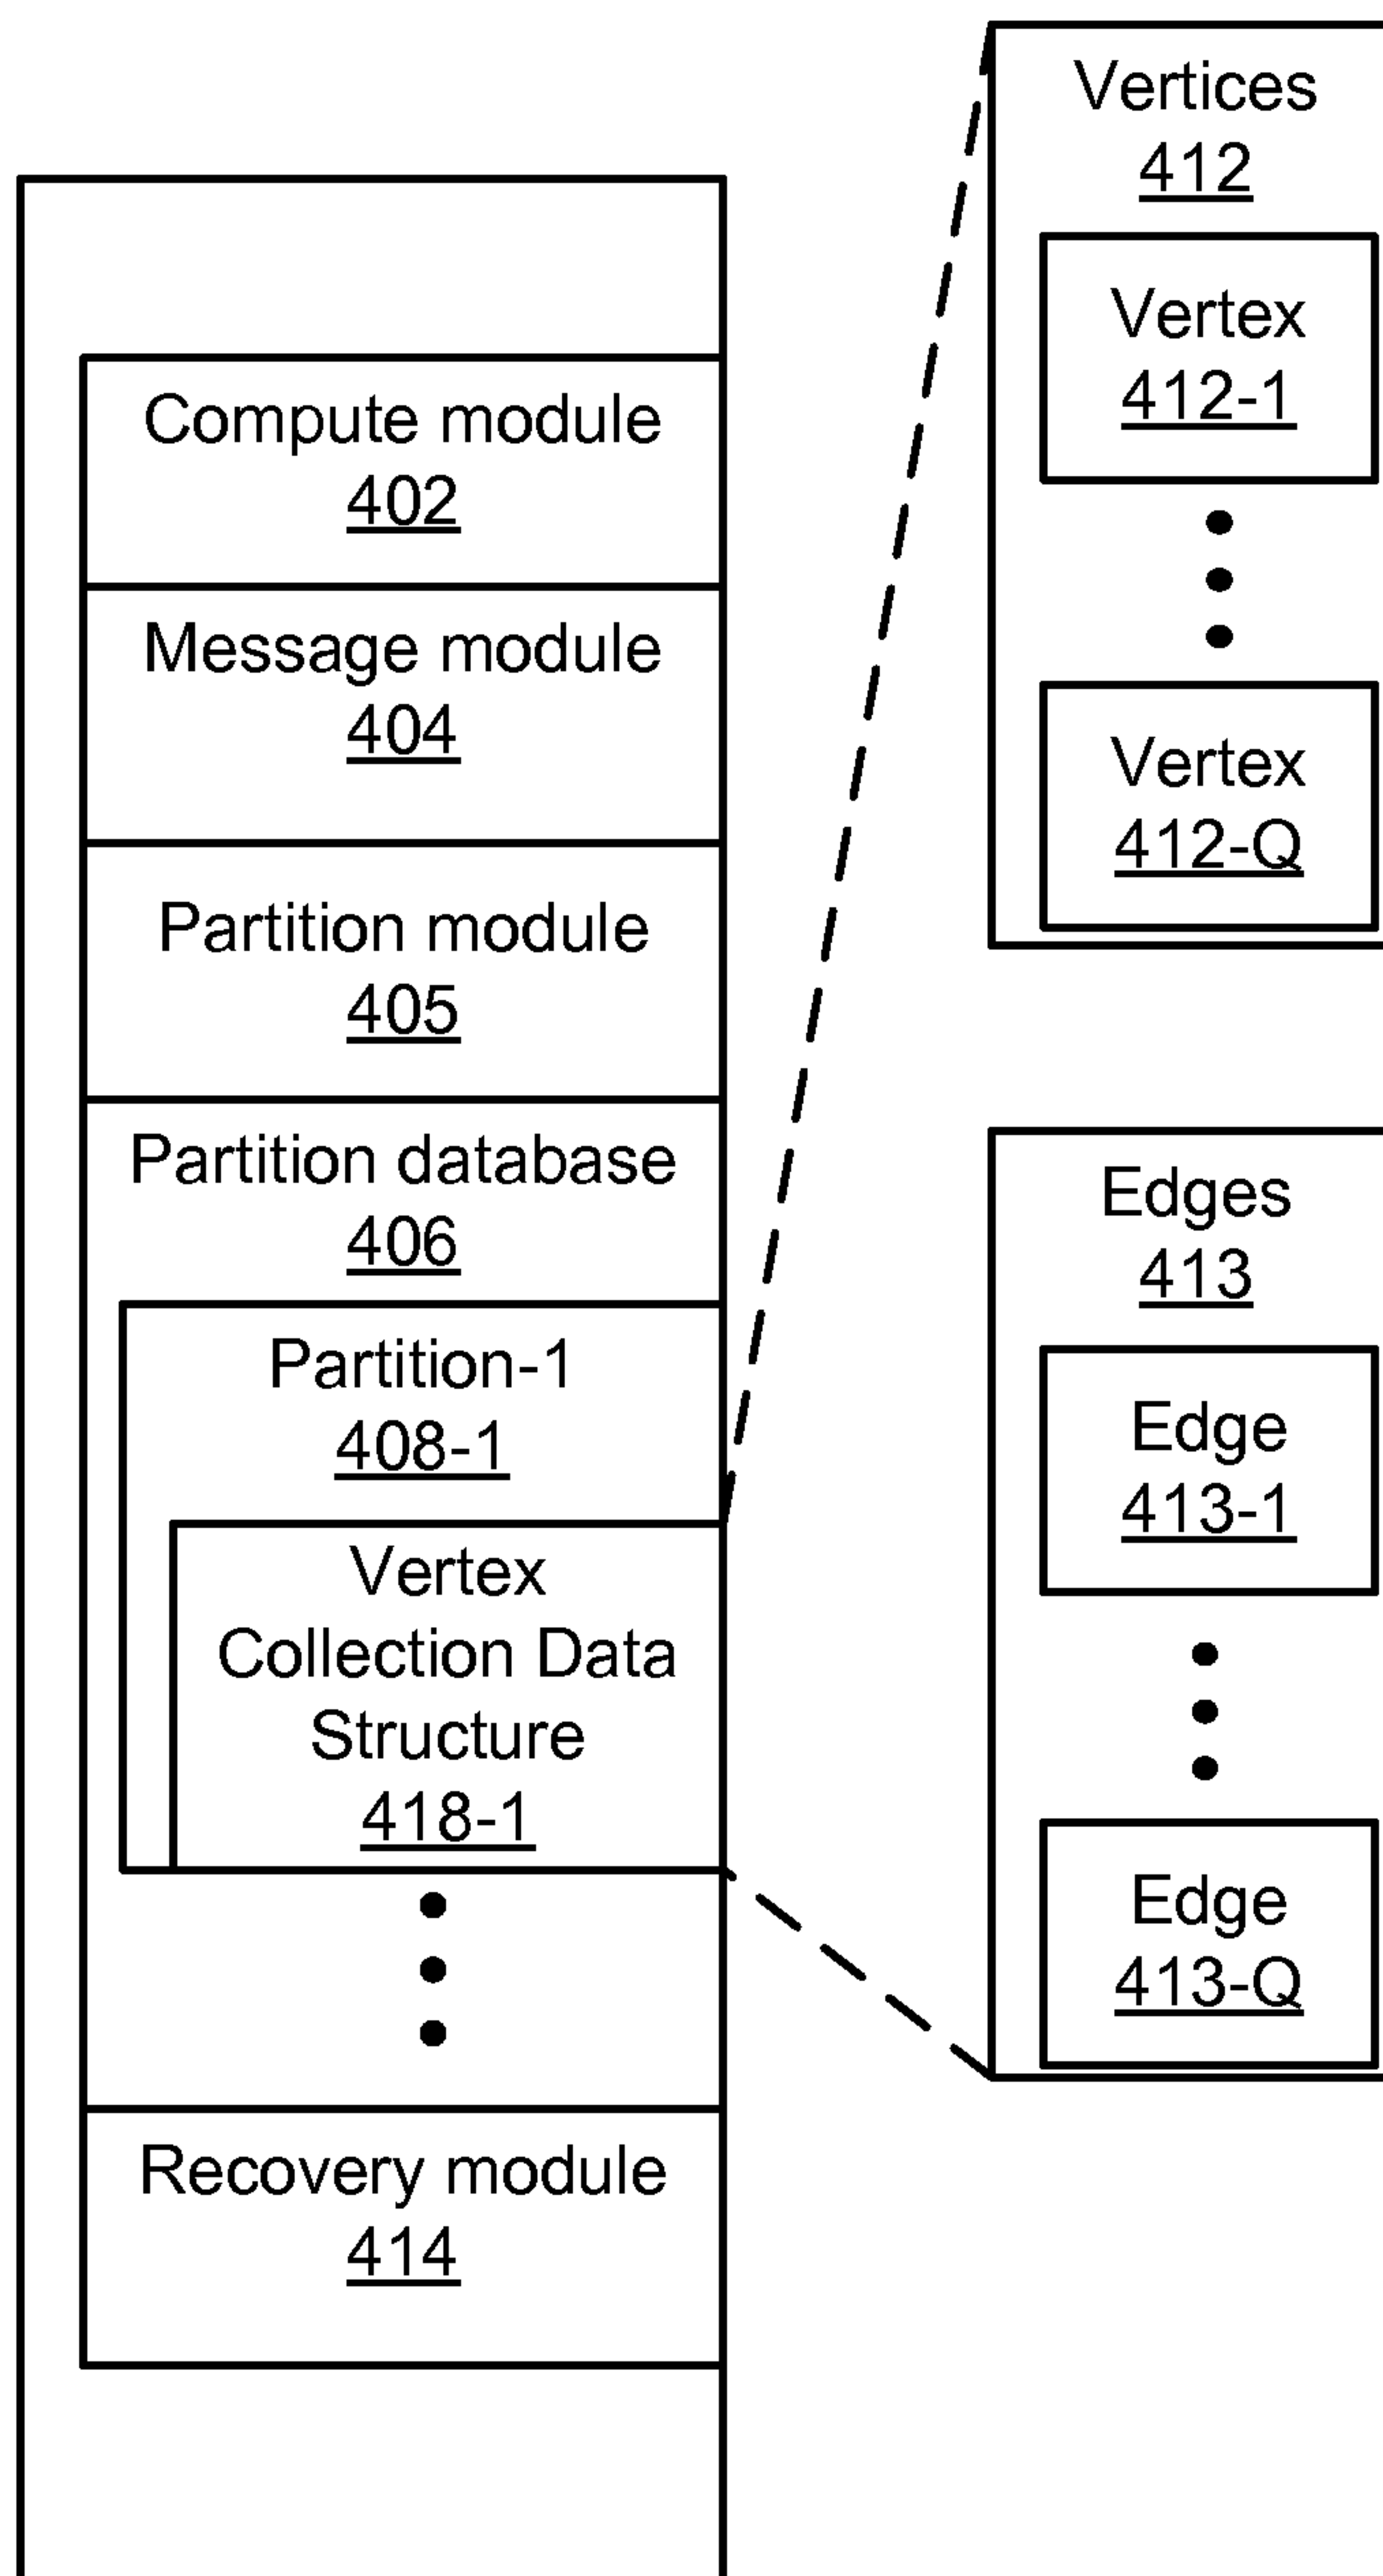 Compute module
402
Message module
404
Partition module
405
Partition database
406
Partition-1
408-1
Vertex
Collection Data
Structure
418-1
Recovery module
414
Vertices
412
Vertex
412-1
Vertex
412-Q
Edges
413
Edge
413-1
Edge
413-Q